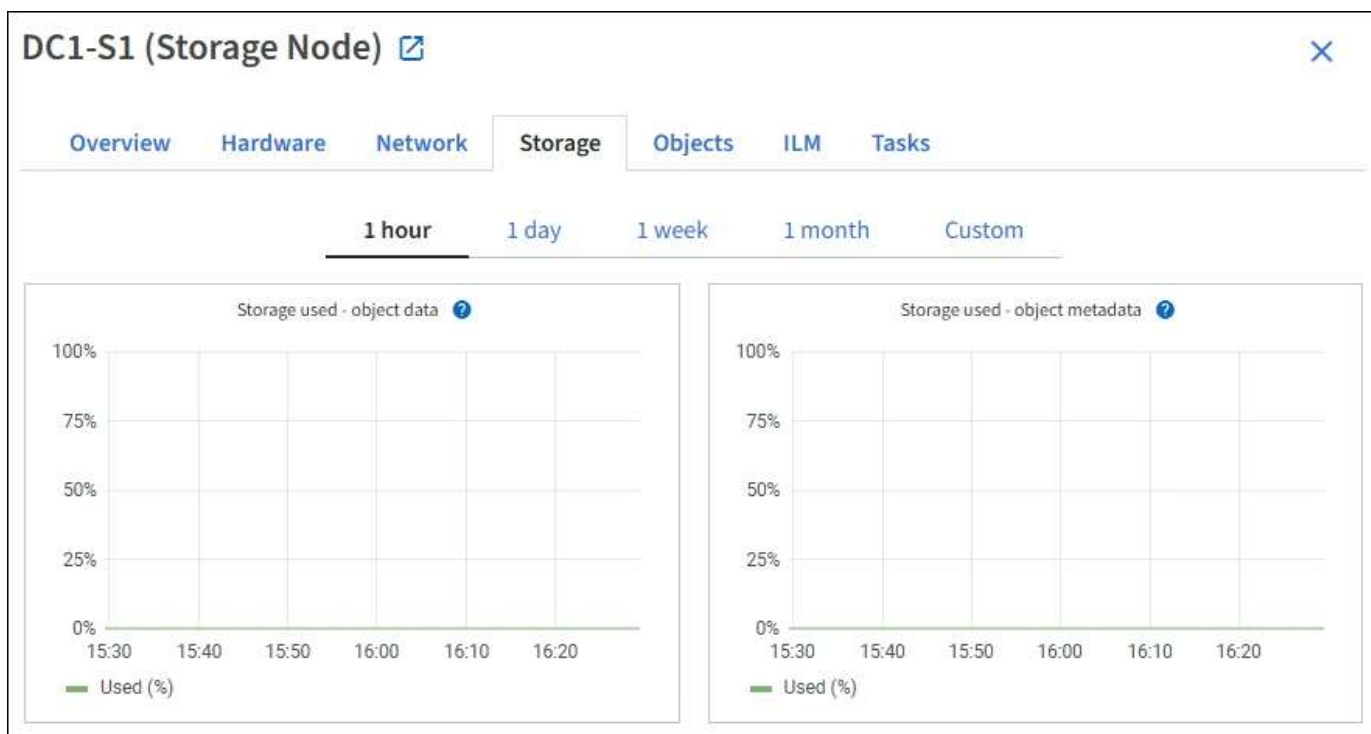 DC1-S1 (Storage Node)
Overview Hardware Network Storage Objects ILM Tasks
1 hour 1 day 1 week 1 month Custom
Storage used - object data ?
100%
75%
50%
25%
0%
15:30 15:40 15:50 16:00 16:10 16:20
Used (%)
Storage used - object metadata ?
100%
75%
50%
25%
0%
15:30 15:40 15:50 16:00 16:10 16:20
Used (%)